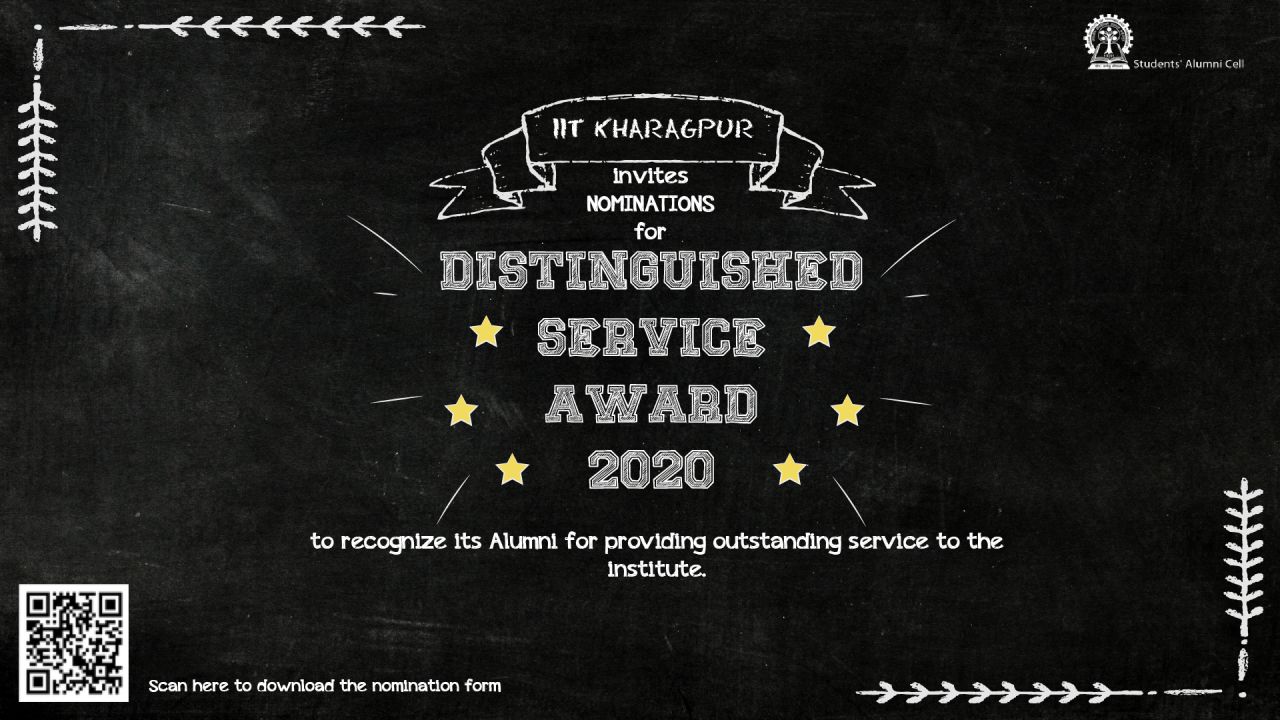 Students' Alumni Cell
IIT KHARAGPUR
invites
NOMINATIONS
for
DISTINGUISHED
SERVICE
AWARD
2020
to recognize its Alumni for providing outstanding service to the
institute.
Scan here to download the nomination form